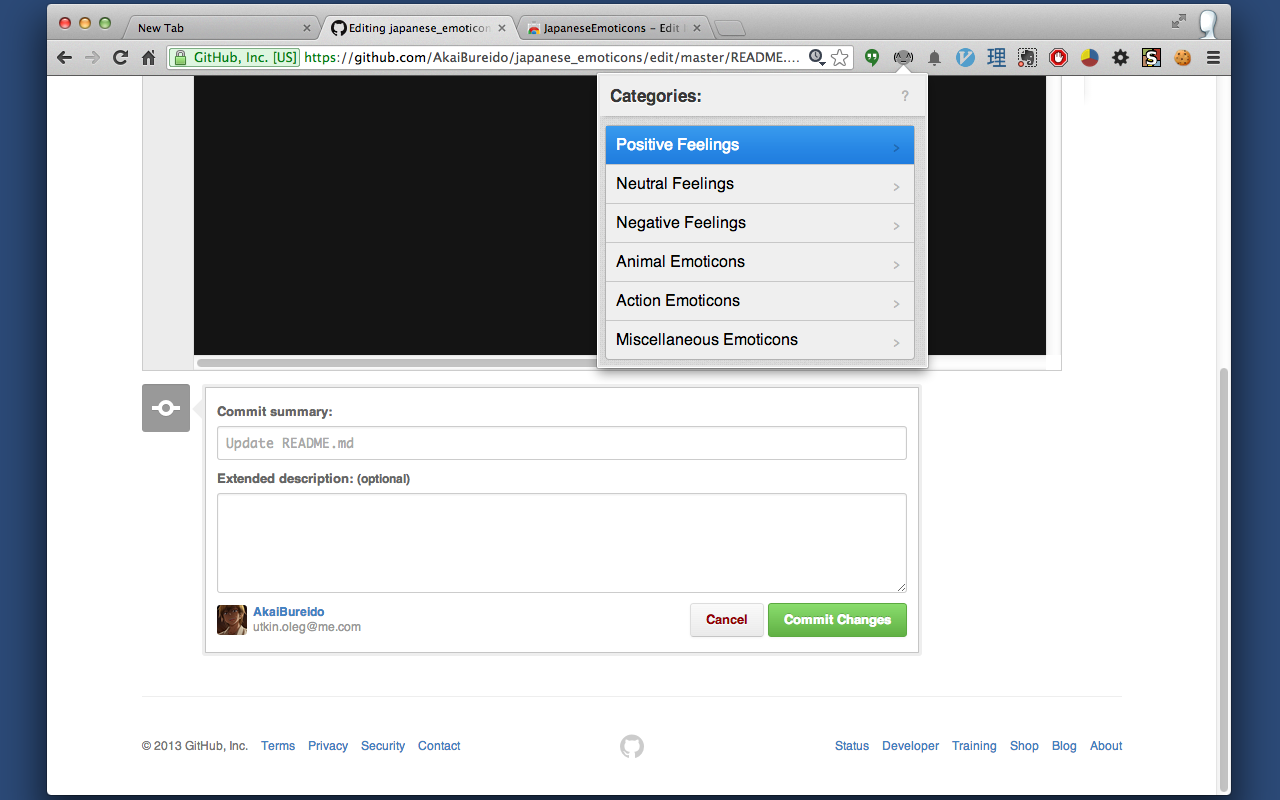 New Tab
Editing japanese_emoticon
JapaneseEmoticons – Edit
GitHub, Inc. [US] https://github.com/AkaiBureido/japanese_emoticons/edit/master/README....
理
S
Categories:
?
Positive Feelings
Neutral Feelings
Negative Feelings
Animal Emoticons
Action Emoticons
Miscellaneous Emoticons
Commit summary:
Update README.md
Extended description: (optional)
AkaiBureido
utkin.oleg@me.com
Cancel
Commit Changes
© 2013 GitHub, Inc. Terms Privacy Security Contact
Status Developer Training Shop Blog About